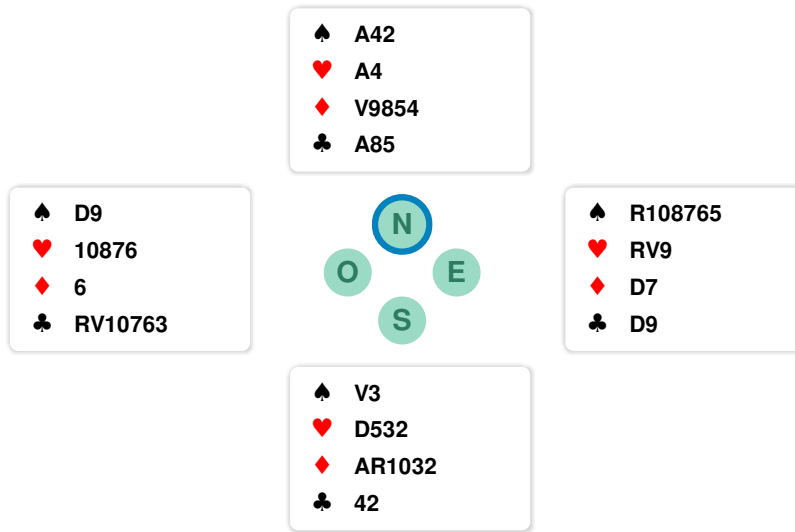 ♠ A42
♥ A4
♦ V9854
♣ A85
♠ D9
♥ 10876
♦ 6
♣ RV10763
N
O E
S
♠ R108765
♥ RV9
♦ D7
♣ D9
♠ V3
♥ D532
♦ AR1032
♣ 42